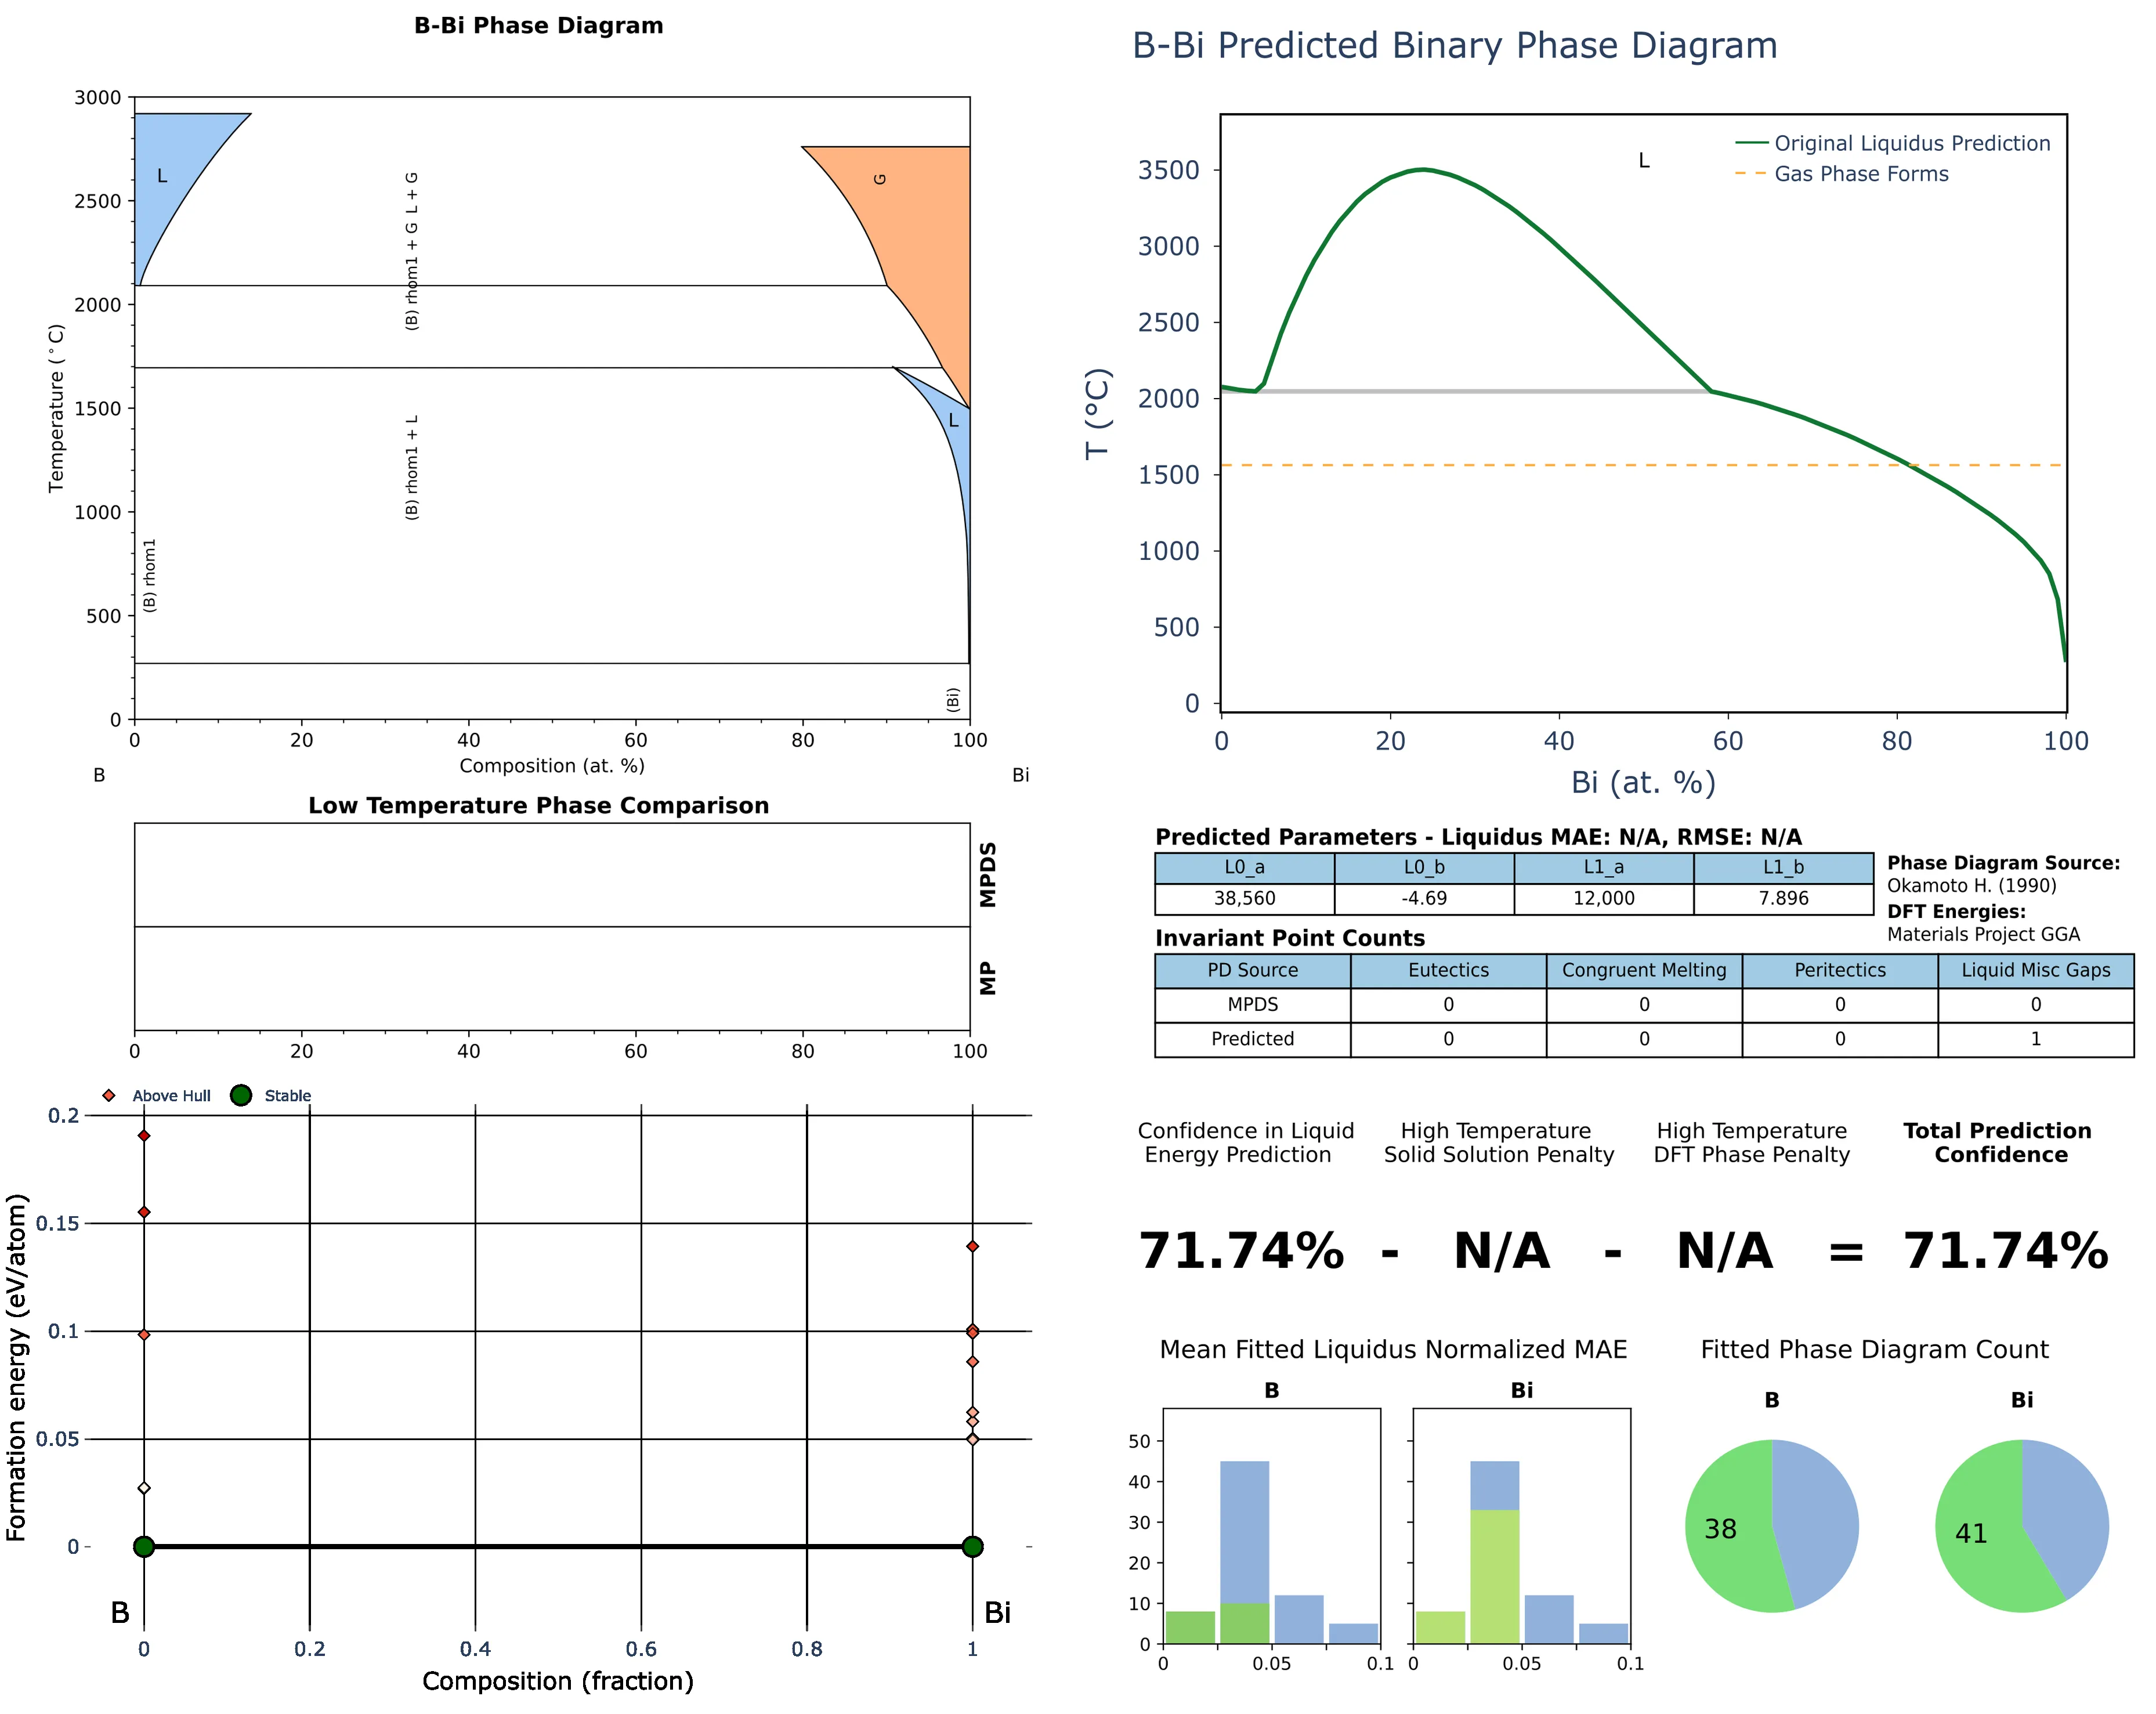 B-Bi Phase Diagram
3000
2500
2000
1500
1000
500
0
Temperature (°C)
L
G
L + G
(B) rhom1 + G
L
(B) rhom1 + L
(B) rhom1
(Bi)
0 20 40 60 80 100
Composition (at. %)
B Bi
Low Temperature Phase Comparison
MPDS
MP
0 20 40 60 80 100
Above Hull Stable
0.2
0.15
0.1
0.05
0
Formation energy (eV/atom)
B Bi
0 0.2 0.4 0.6 0.8 1
Composition (fraction)
B-Bi Predicted Binary Phase Diagram
L
Original Liquidus Prediction
Gas Phase Forms
3500
3000
2500
2000
1500
1000
500
0
T (°C)
0 20 40 60 80 100
Bi (at. %)
Predicted Parameters - Liquidus MAE: N/A, RMSE: N/A
L0_a L0_b L1_a L1_b
38,560 -4.69 12,000 7.896
Phase Diagram Source:
Okamoto H. (1990)
DFT Energies:
Materials Project GGA
Invariant Point Counts
PD Source Eutectics Congruent Melting Peritectics Liquid Misc Gaps
MPDS 0 0 0 0
Predicted 0 0 0 1
Confidence in Liquid
Energy Prediction
High Temperature
Solid Solution Penalty
High Temperature
DFT Phase Penalty
Total Prediction
Confidence
71.74% - N/A - N/A = 71.74%
Mean Fitted Liquidus Normalized MAE
B Bi
50
40
30
20
10
0
0 0.05 0.1
0 0.05 0.1
Fitted Phase Diagram Count
B Bi
38 41